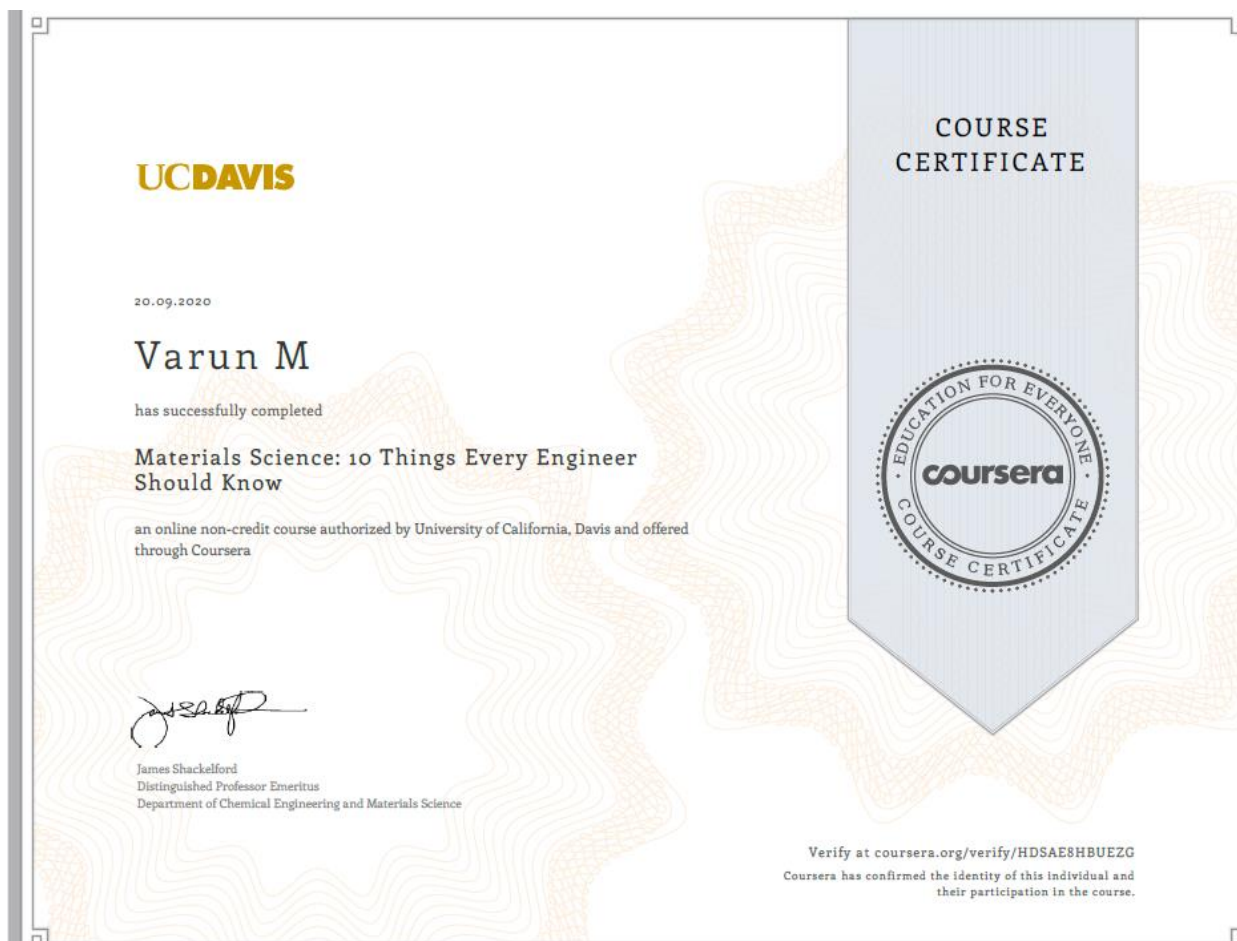 UCDAVIS
20.09.2020
Varun M
has successfully completed
Materials Science: 10 Things Every Engineer
Should Know
an online non-credit course authorized by University of California, Davis and offered
through Coursera
James Shackelford
Distinguished Professor Emeritus
Department of Chemical Engineering and Materials Science
COURSE
CERTIFICATE
EDUCATION FOR EVERYONE
coursera
COURSE CERTIFICATE
Verify at coursera.org/verify/HDSAE8HBUEZG
Coursera has confirmed the identity of this individual and
their participation in the course.